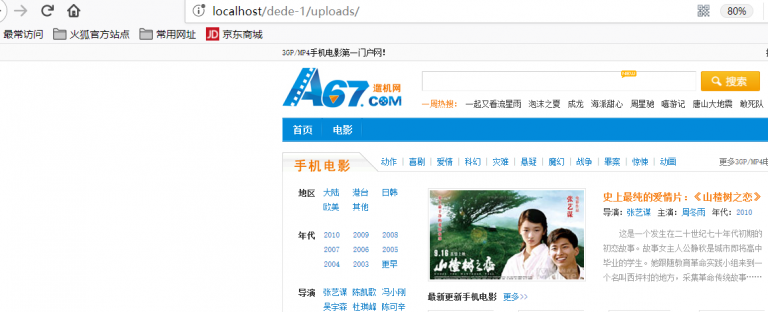 localhost/dede-1/uploads/ 80%
最常访问 火狐官方站点 常用网址 JD 京东商城
3GP/MP4手机电影第一门户网!
A67.COM 遛机网
搜索
一周热搜: 一起又看流星雨 泡沫之夏 成龙 海派甜心 周星驰 嘻游记 唐山大地震 敢死队
首页 电影
手机电影 动作 | 喜剧 | 爱情 | 科幻 | 灾难 | 悬疑 | 魔幻 | 战争 | 罪案 | 惊悚 | 动画 更多3GP/MP4电
地区 大陆 港台 日韩
欧美 其他
年代 2010 2009 2008
2007 2006 2005
2004 2003 更早
导演 张艺谋 陈凯歌 冯小刚
吴宇森 杜琪峰 陈可辛
张艺谋
9.16 山楂树之恋
史上最纯的爱情片:《山楂树之恋》
导演: 张艺谋 主演: 周冬雨 年代: 2010
这是一个发生在二十世纪七十年代初期的
初恋故事。故事女主人公静秋是城市即将高中
毕业的学生。她跟随教育革命实践小组来到一
个名叫西坪村的地方。采集革命传统故事……
最新更新手机电影 更多>>